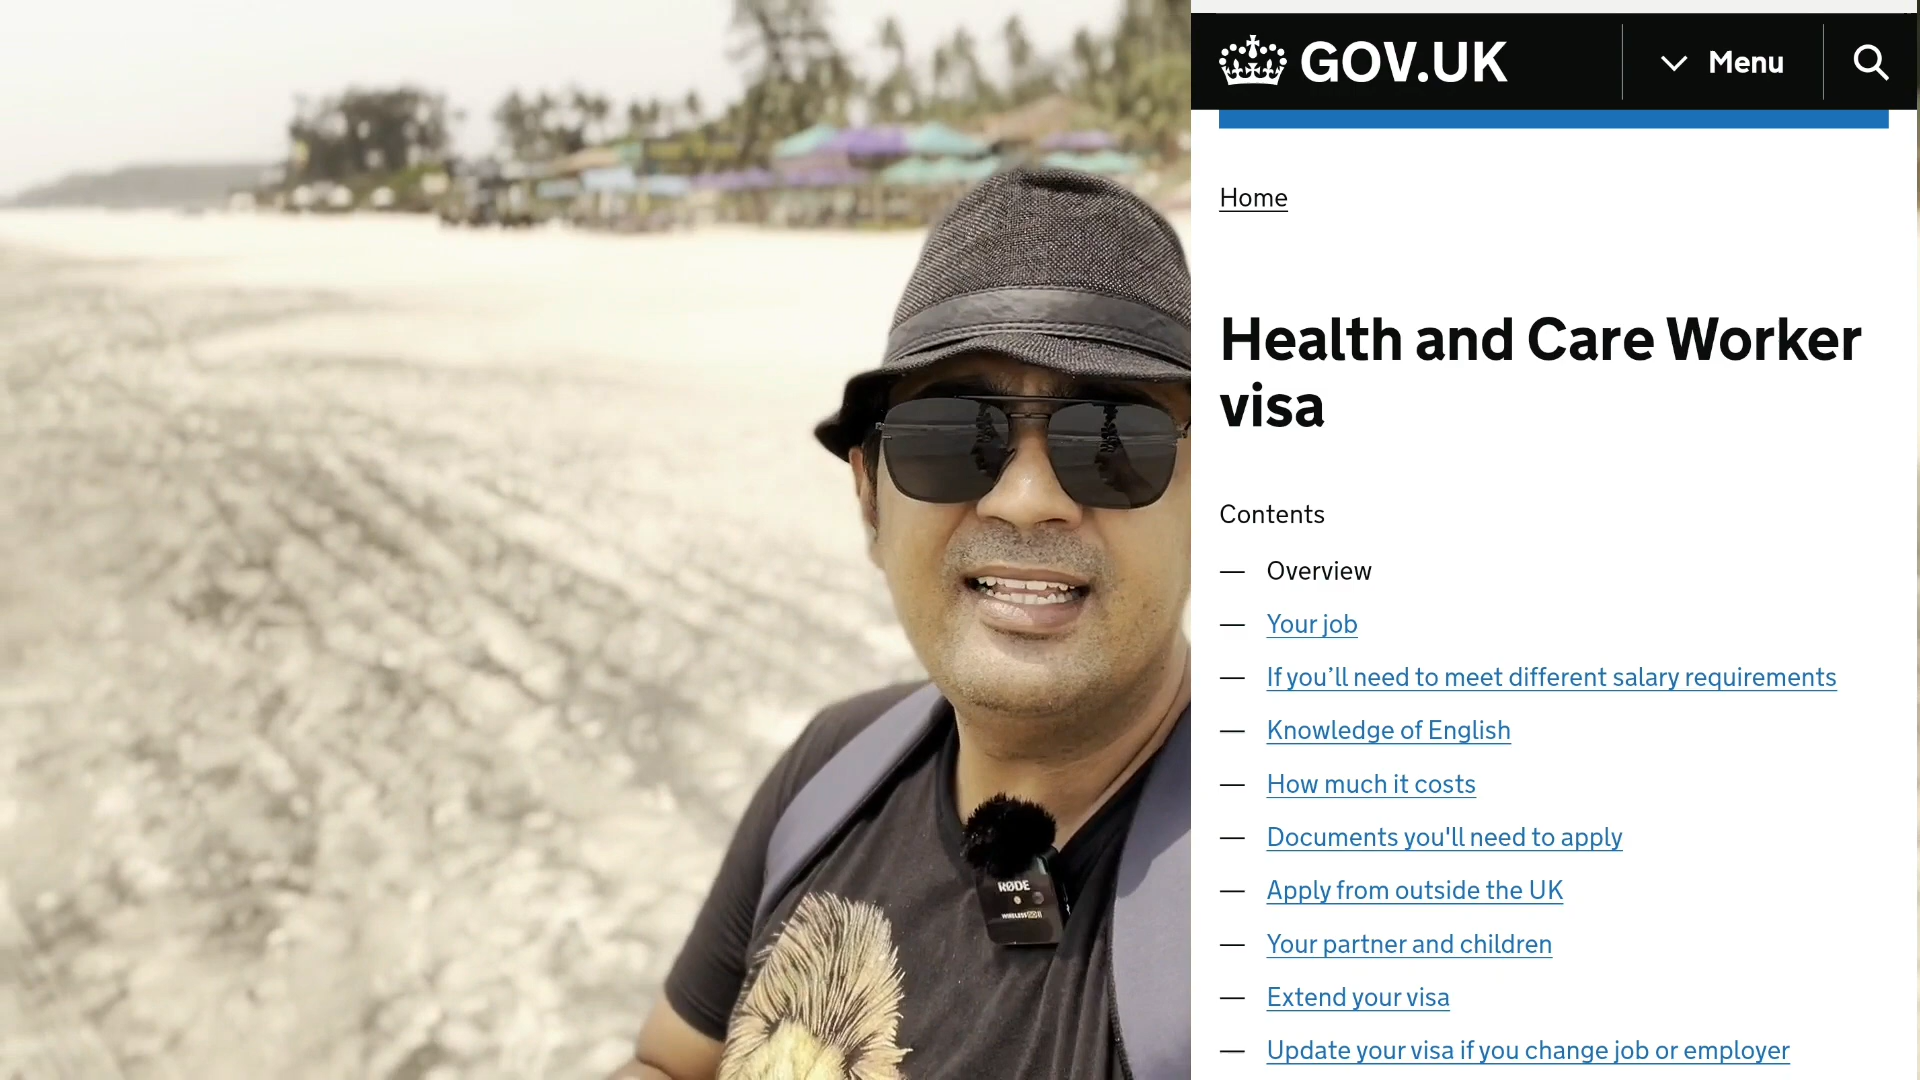 GOV.UK
Menu
Home
Health and Care Worker
visa
Contents
— Overview
— Your job
— If you’ll need to meet different salary requirements
— Knowledge of English
— How much it costs
— Documents you'll need to apply
— Apply from outside the UK
— Your partner and children
— Extend your visa
— Update your visa if you change job or employer
RØDE
WIRELESS GO II